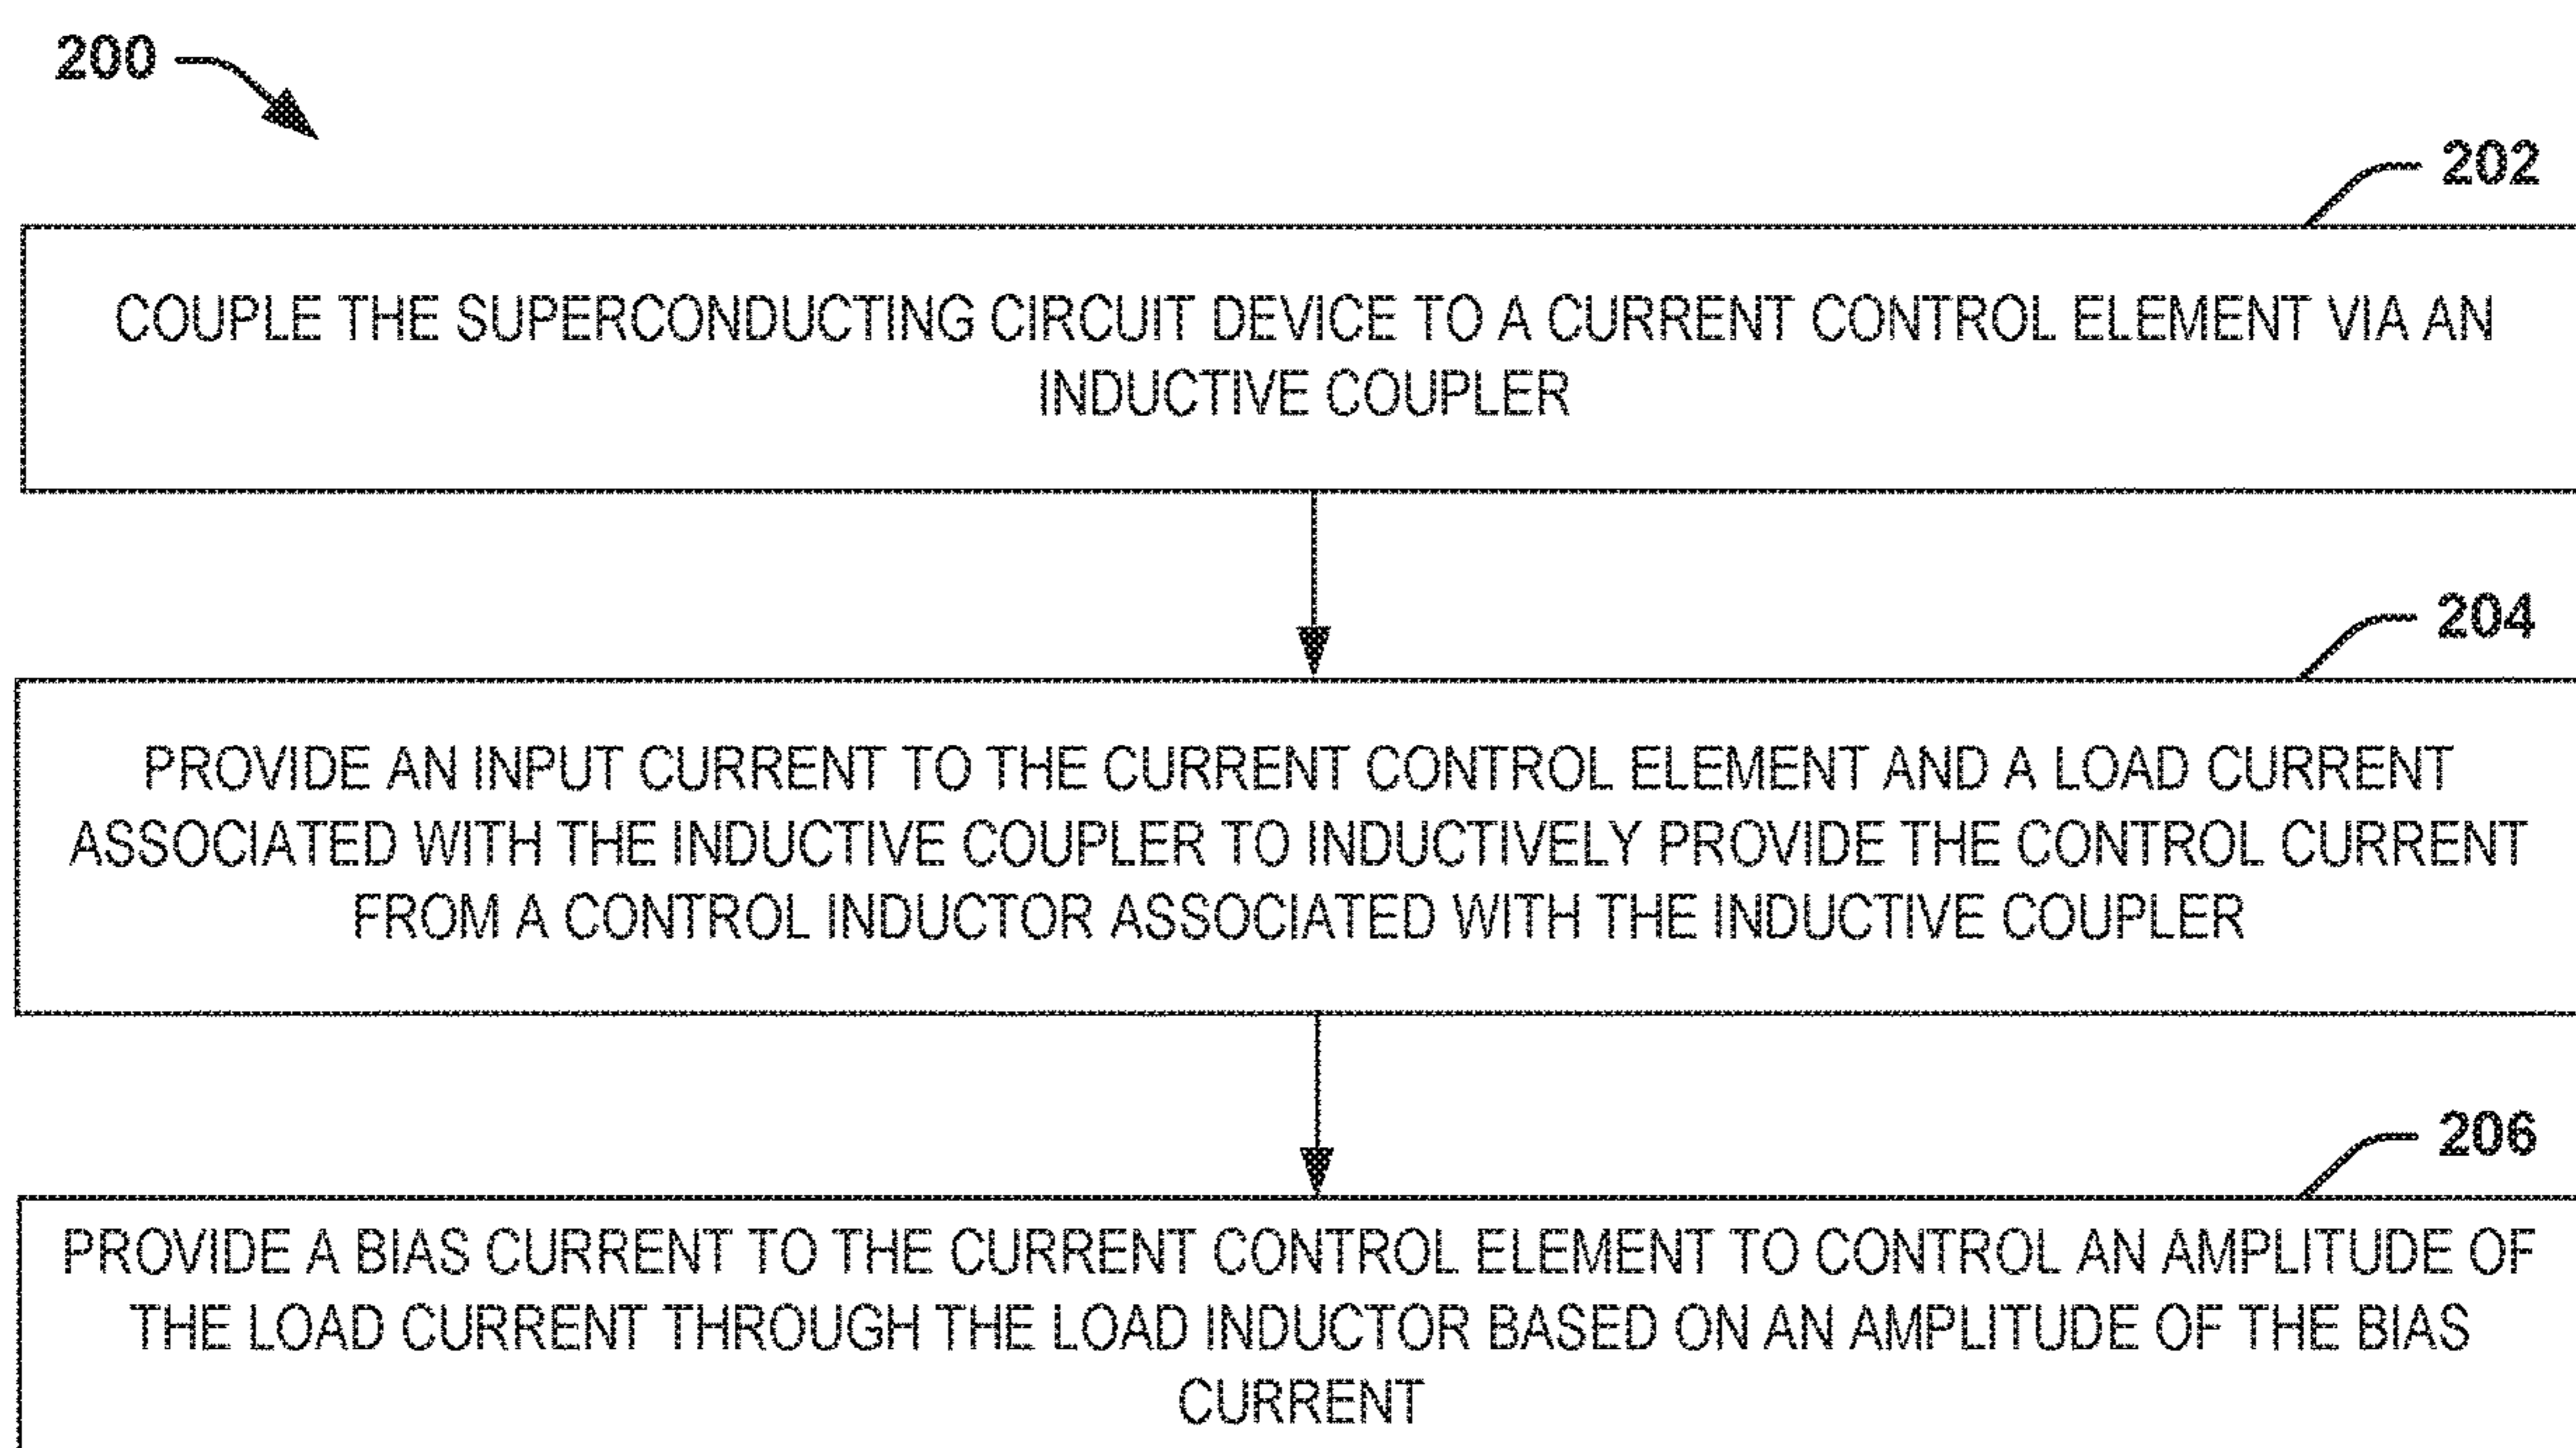 200
202
COUPLE THE SUPERCONDUCTING CIRCUIT DEVICE TO A CURRENT CONTROL ELEMENT VIA AN
INDUCTIVE COUPLER
204
PROVIDE AN INPUT CURRENT TO THE CURRENT CONTROL ELEMENT AND A LOAD CURRENT
ASSOCIATED WITH THE INDUCTIVE COUPLER TO INDUCTIVELY PROVIDE THE CONTROL CURRENT
FROM A CONTROL INDUCTOR ASSOCIATED WITH THE INDUCTIVE COUPLER
206
PROVIDE A BIAS CURRENT TO THE CURRENT CONTROL ELEMENT TO CONTROL AN AMPLITUDE OF
THE LOAD CURRENT THROUGH THE LOAD INDUCTOR BASED ON AN AMPLITUDE OF THE BIAS
CURRENT